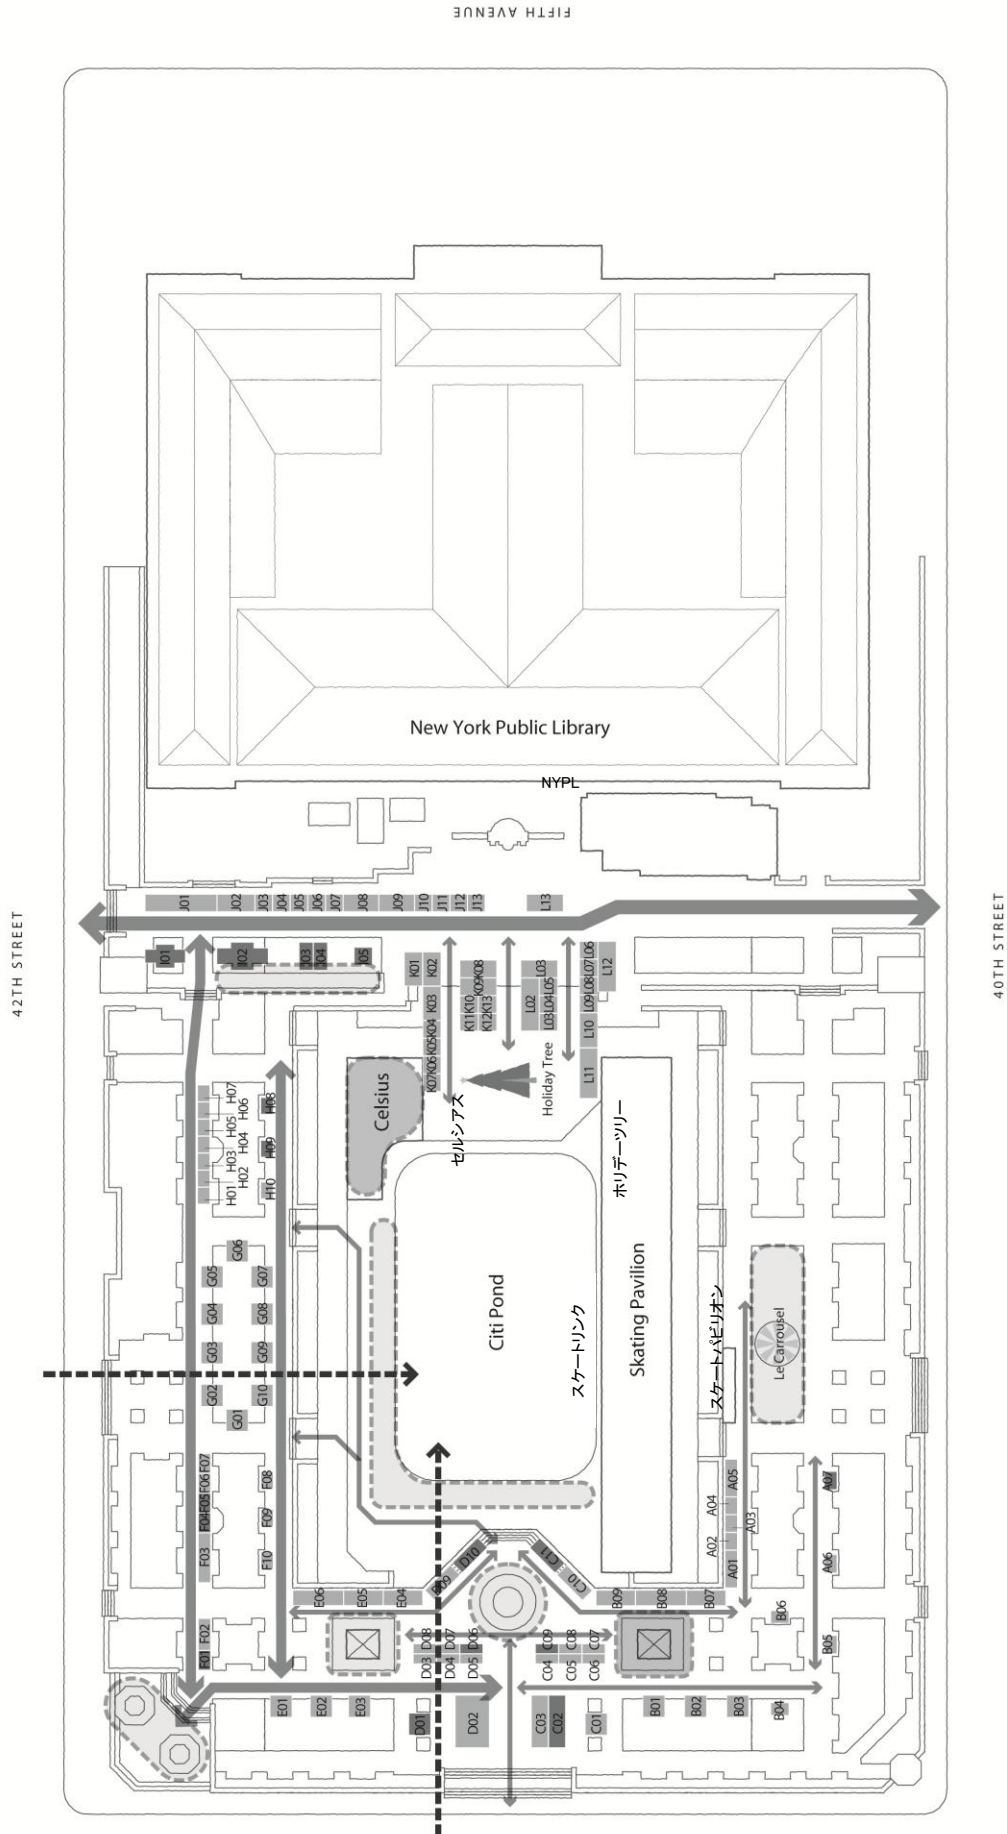 FIFTH AVENUE
42TH STREET
40TH STREET
New York Public Library
NYPL
J01
J02
J03
J04
J05
J06
J07
J08
J09
J10
J11
J12
J13
L13
I01
I02
J03
J04
I05
K01
K02
K03
K04
K05
K06
K07
K08
K09
K10
K11
K12
K13
L03
L02
L03
L04
L05
L06
L07
L08
L09
L10
L11
L12
Holiday Tree
ホリデーツリー
Celsius
セルシアス
H07
H06
H05
H04
H03
H02
H01
H08
H09
H10
G06
G05
G04
G03
G02
G01
G07
G08
G09
G10
Citi Pond
スケートリンク
Skating Pavilion
スケートパビリオン
Le Carrousel
F07
F06
F05
F04
F03
F02
F01
F08
F09
F10
A05
A04
A03
A02
A01
A07
A06
E06
E05
E04
D09
D10
C11
C10
B09
B08
B07
B06
B05
D08
D07
D06
D03
D04
D05
C09
C08
C07
C04
C05
C06
E01
E02
E03
D01
D02
C03
C02
C01
B01
B02
B03
B04